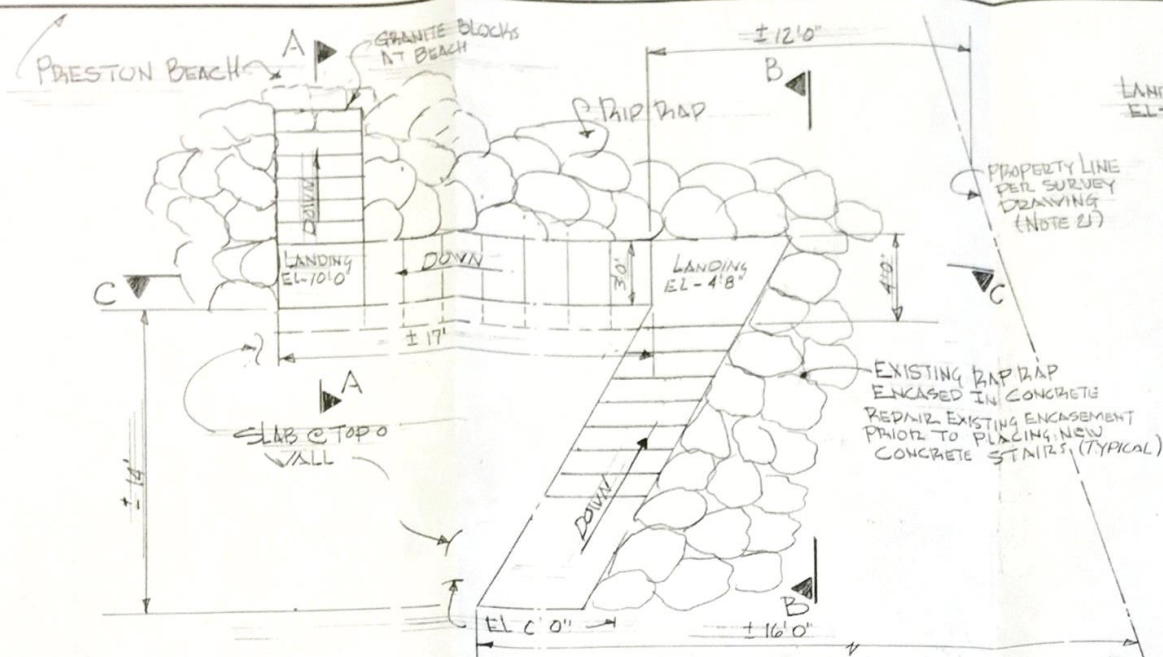 A
GRANITE BLOCKS
AT BEACH
± 12'0"
PRESTON BEACH
B
LAND
EL-
RIP RAP
PROPERTY LINE
PER SURVEY
DRAWING
(NOTE 21)
DOWN
LANDING
EL-10'0"
DOWN
3'0"
LANDING
EL-4'8"
4'0"
C
C
± 17'
A
EXISTING RAP RAP
ENCASED IN CONCRETE
REPAIR EXISTING ENCASEMENT
PRIOR TO PLACING NEW
CONCRETE STAIRS (TYPICAL)
SLAB @ TOP O
WALL
± 14'
DOWN
B
EL 0'0"
± 16'0"